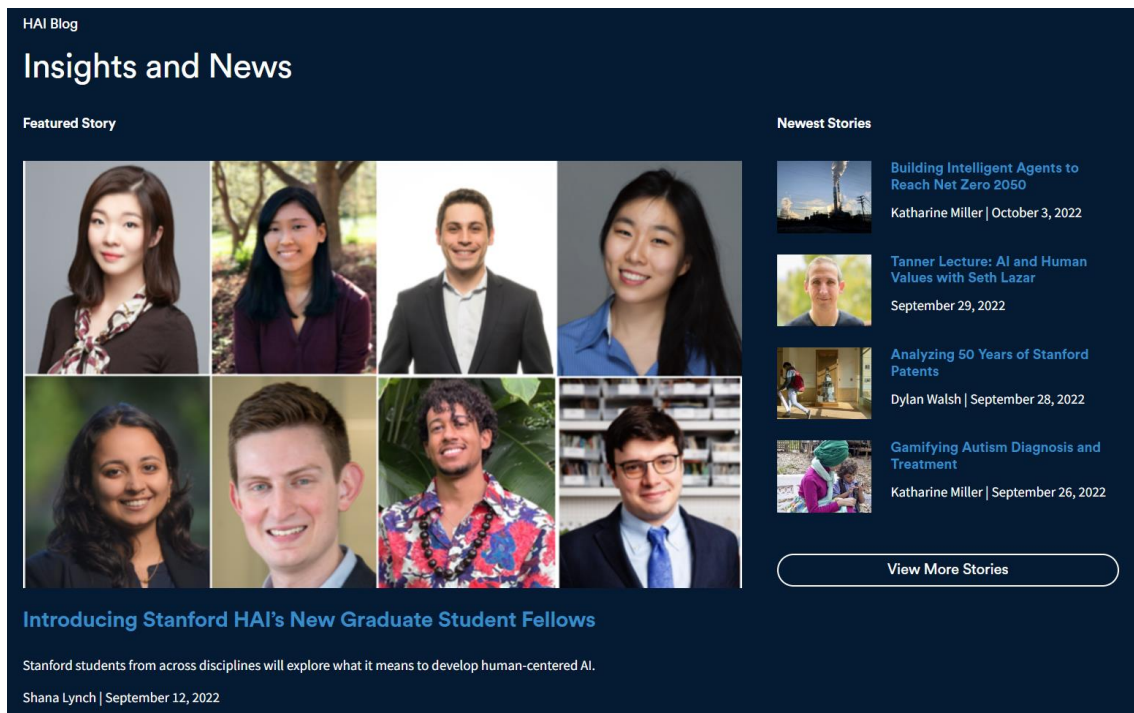 HAI Blog
Insights and News
Featured Story
Introducing Stanford HAI’s New Graduate Student Fellows
Stanford students from across disciplines will explore what it means to develop human-centered AI.
Shana Lynch | September 12, 2022
Newest Stories
Building Intelligent Agents to
Reach Net Zero 2050
Katharine Miller | October 3, 2022
Tanner Lecture: AI and Human
Values with Seth Lazar
September 29, 2022
Analyzing 50 Years of Stanford
Patents
Dylan Walsh | September 28, 2022
Gamifying Autism Diagnosis and
Treatment
Katharine Miller | September 26, 2022
View More Stories